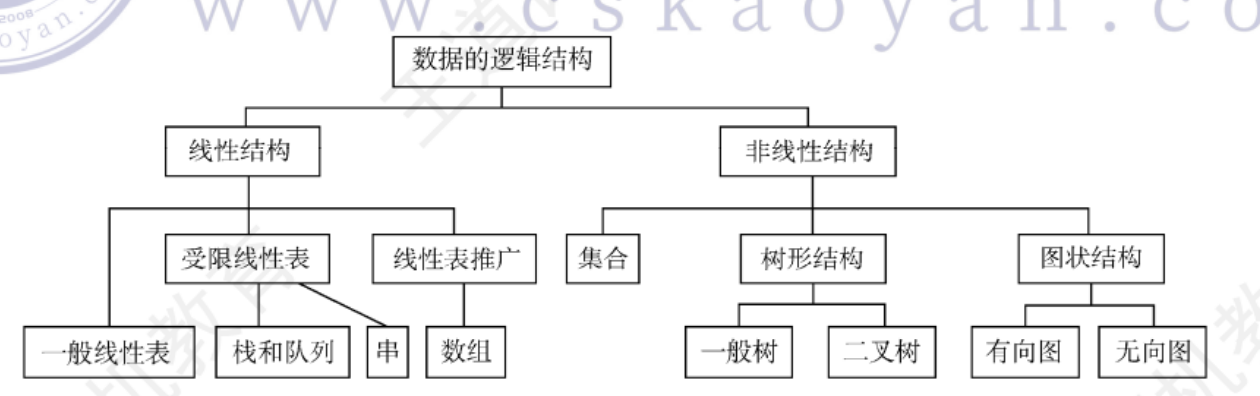 www.cskaoyan.co
数据的逻辑结构
线性结构 非线性结构
受限线性表 线性表推广 集合 树形结构 图状结构
一般线性表 栈和队列 串 数组 一般树 二叉树 有向图 无向图